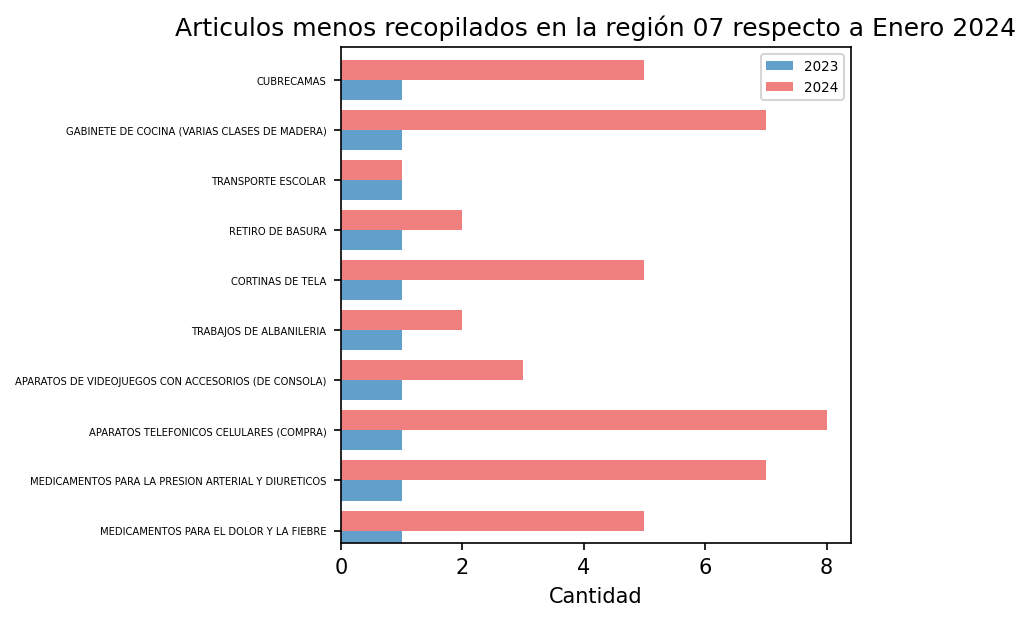 Articulos menos recopilados en la región 07 respecto a Enero 2024
2023
2024
CUBRECAMAS
GABINETE DE COCINA (VARIAS CLASES DE MADERA)
TRANSPORTE ESCOLAR
RETIRO DE BASURA
CORTINAS DE TELA
TRABAJOS DE ALBANILERIA
APARATOS DE VIDEOJUEGOS CON ACCESORIOS (DE CONSOLA)
APARATOS TELEFONICOS CELULARES (COMPRA)
MEDICAMENTOS PARA LA PRESION ARTERIAL Y DIURETICOS
MEDICAMENTOS PARA EL DOLOR Y LA FIEBRE
0 2 4 6 8
Cantidad